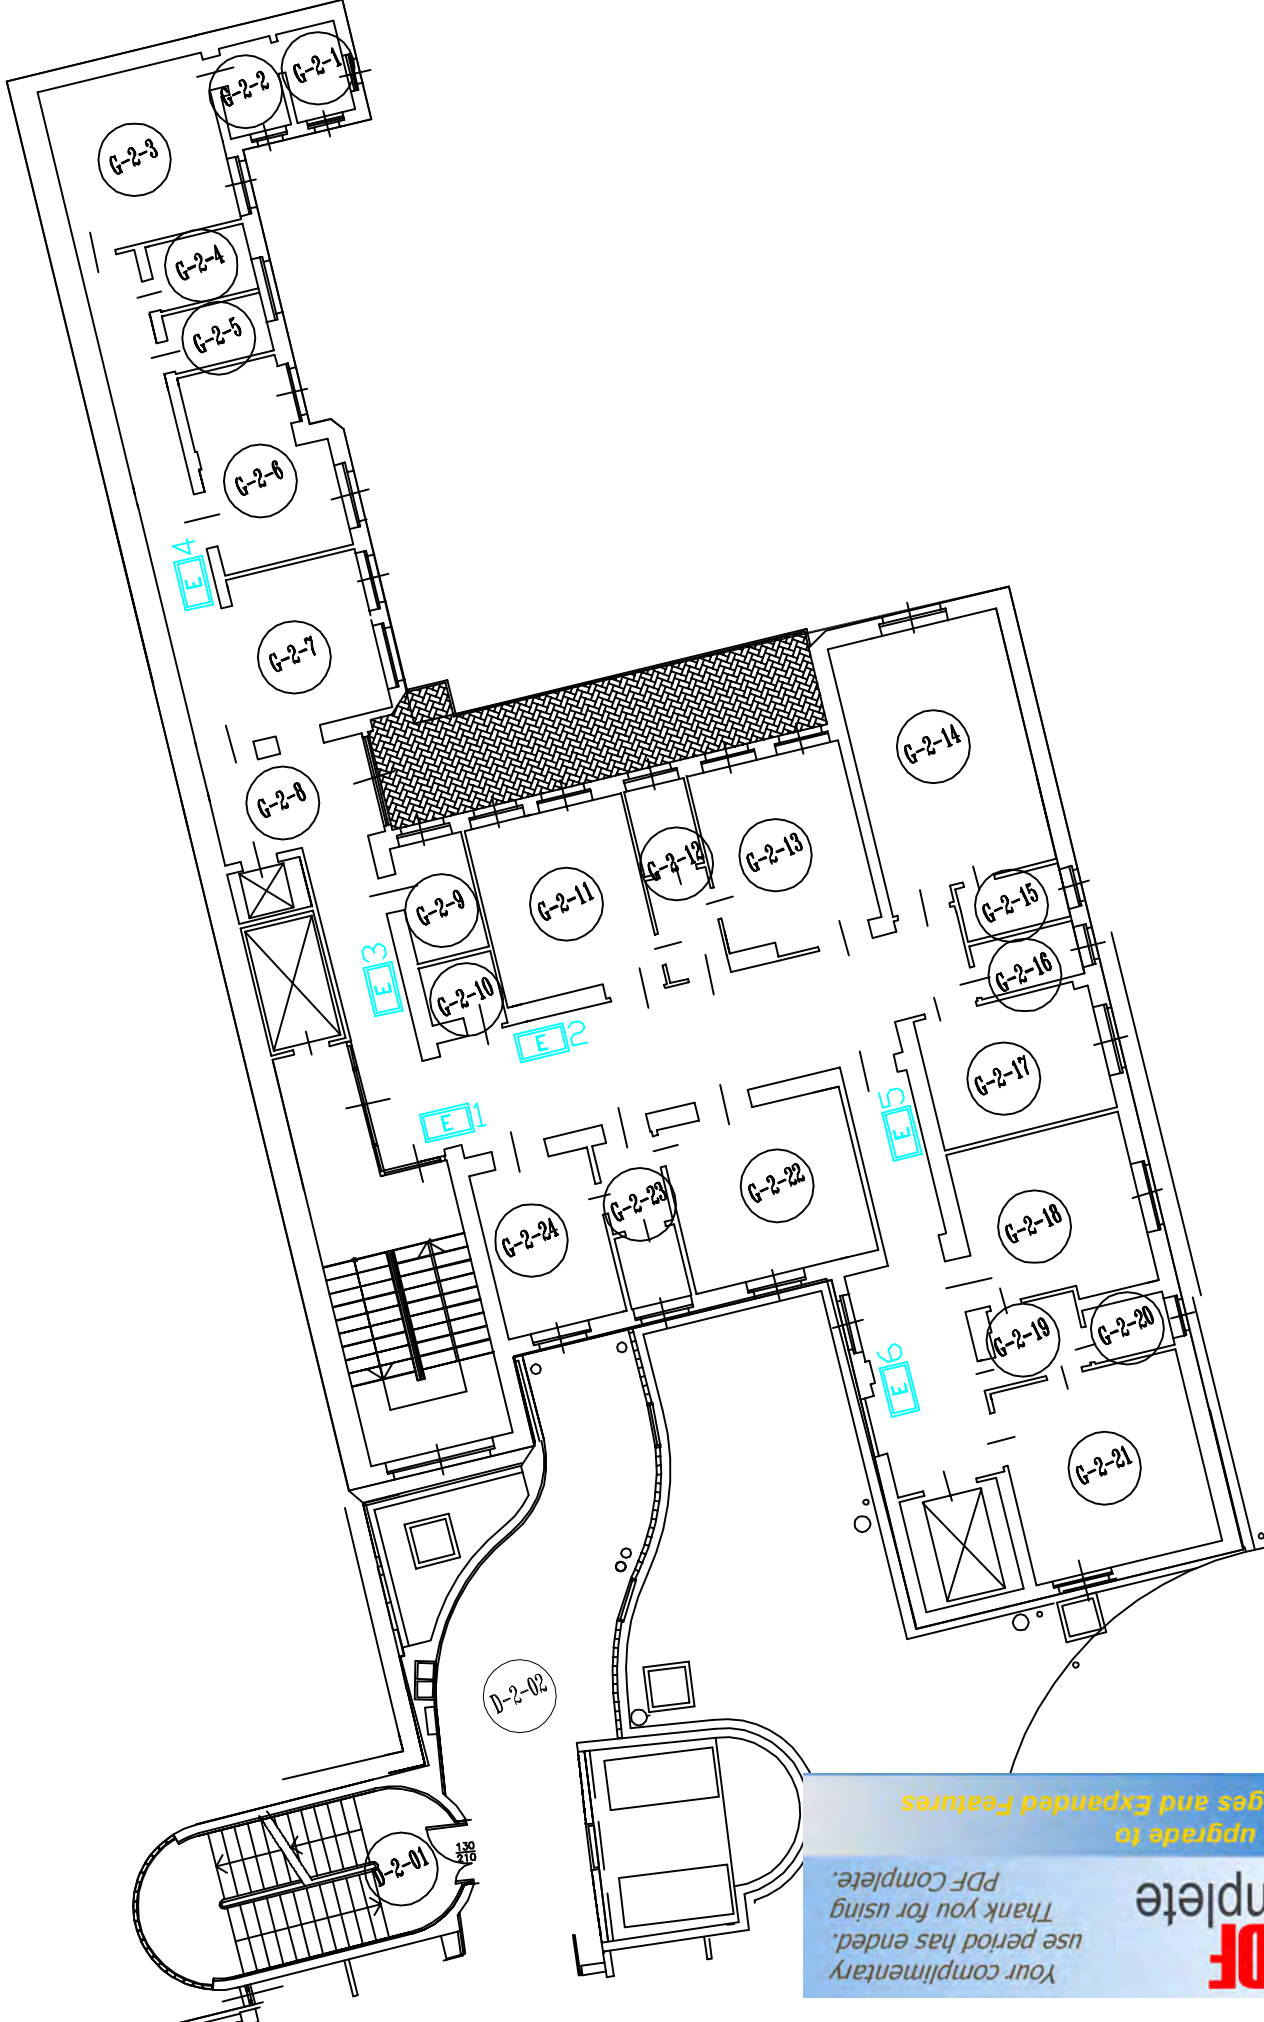 G-2-1
G-2-2
G-2-3
G-2-4
G-2-5
G-2-6
E 4
G-2-7
G-2-8
G-2-9
G-2-10
G-2-11
G-2-12
G-2-13
G-2-14
G-2-15
G-2-16
G-2-17
E 3
E 2
E 1
E 5
G-2-18
G-2-19
G-2-20
G-2-21
G-2-22
G-2-23
G-2-24
E 6
D-2-02
-2-01
130
210
DF
mplete
Your complimentary
use period has ended.
Thank you for using
PDF Complete.
upgrade to
ges and Expanded Features